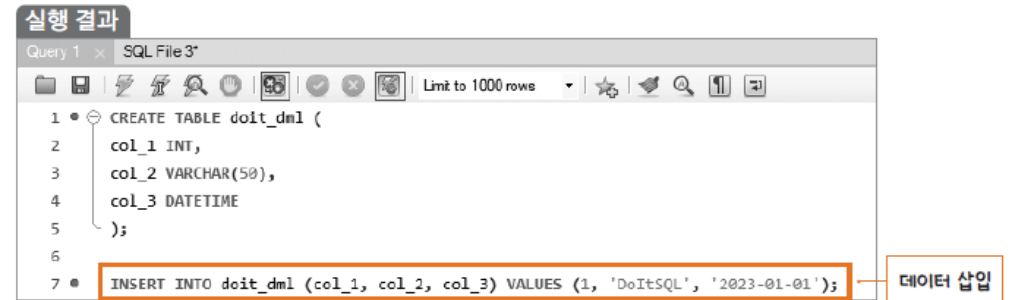 실행 결과
Query 1 × SQL File 3*
Limit to 1000 rows
1 CREATE TABLE doit_dml (
2 col_1 INT,
3 col_2 VARCHAR(50),
4 col_3 DATETIME
5 );
6
7 INSERT INTO doit_dml (col_1, col_2, col_3) VALUES (1, 'DoItSQL', '2023-01-01');
데이터 삽입